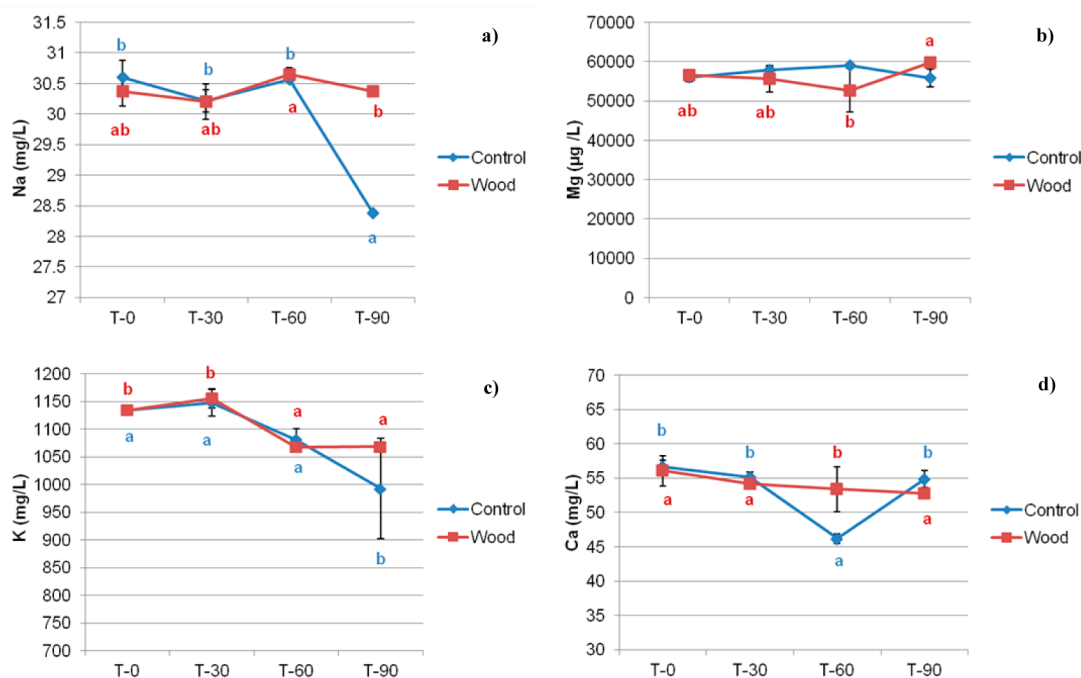 a)
31.5
31
30.5
30
29.5
29
28.5
28
27.5
27
Na (mg/L)
b
b
b
ab
ab
a
b
a
T-0 T-30 T-60 T-90
Control
Wood
b)
70000
60000
50000
40000
30000
20000
10000
0
Mg (µg /L)
a
ab
ab
b
T-0 T-30 T-60 T-90
Control
Wood
c)
1200
1150
1100
1050
1000
950
900
850
800
750
700
K (mg/L)
b
b
a
a
a
a
a
b
T-0 T-30 T-60 T-90
Control
Wood
d)
70
65
60
55
50
45
40
35
30
Ca (mg/L)
b
b
b
b
a
a
a
a
T-0 T-30 T-60 T-90
Control
Wood